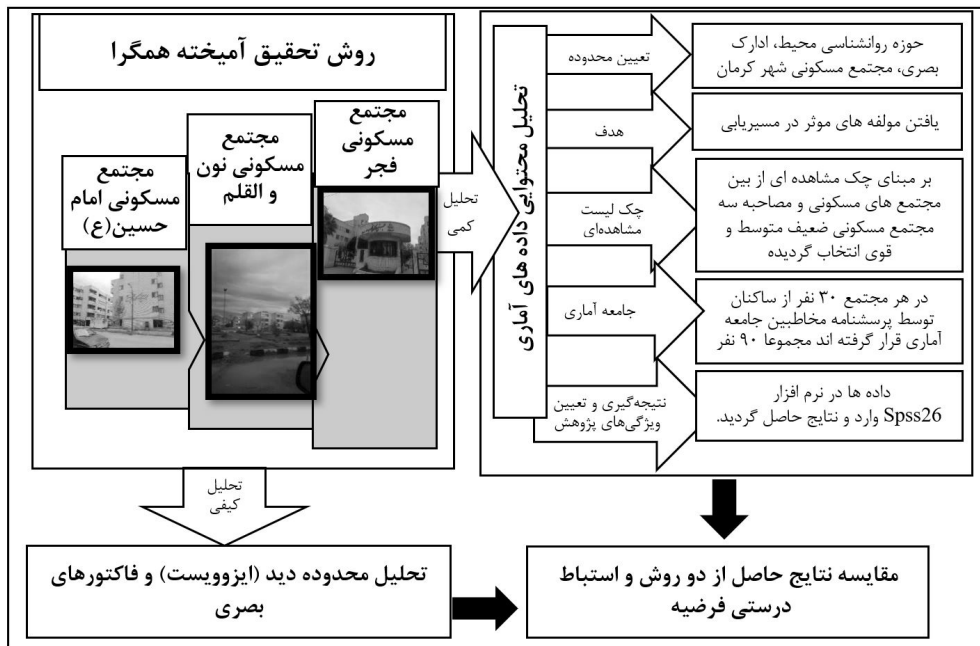 روش تحقیق آمیخته همگرا
مجتمع
مسکونی
فجر
مجتمع
مسکونی نون
و القلم
مجتمع
مسکونی امام
حسین(ع)
تحلیل
کمی
تحلیل محتوایی داده های آماری
تعیین محدوده
حوزه روانشناسی محیط، ادارک
بصری، مجتمع مسکونی شهر کرمان
هدف
یافتن مولفه های موثر در مسیریابی
چک لیست
مشاهده‌ای
بر مبنای چک مشاهده ای از بین
مجتمع های مسکونی و مصاحبه سه
مجتمع مسکونی ضعیف متوسط و
قوی انتخاب گردیده
جامعه آماری
در هر مجتمع ۳۰ نفر از ساکنان
توسط پرسشنامه مخاطبین جامعه
آماری قرار گرفته اند مجموعا ۹۰ نفر
نتیجه‌گیری و تعیین
ویژگی‌های پژوهش
داده ها در نرم افزار
Spss26 وارد و نتایج حاصل گردید.
تحلیل
کیفی
تحلیل محدوده دید (ایزوویست) و فاکتورهای
بصری
مقایسه نتایج حاصل از دو روش و استباط
درستی فرضیه